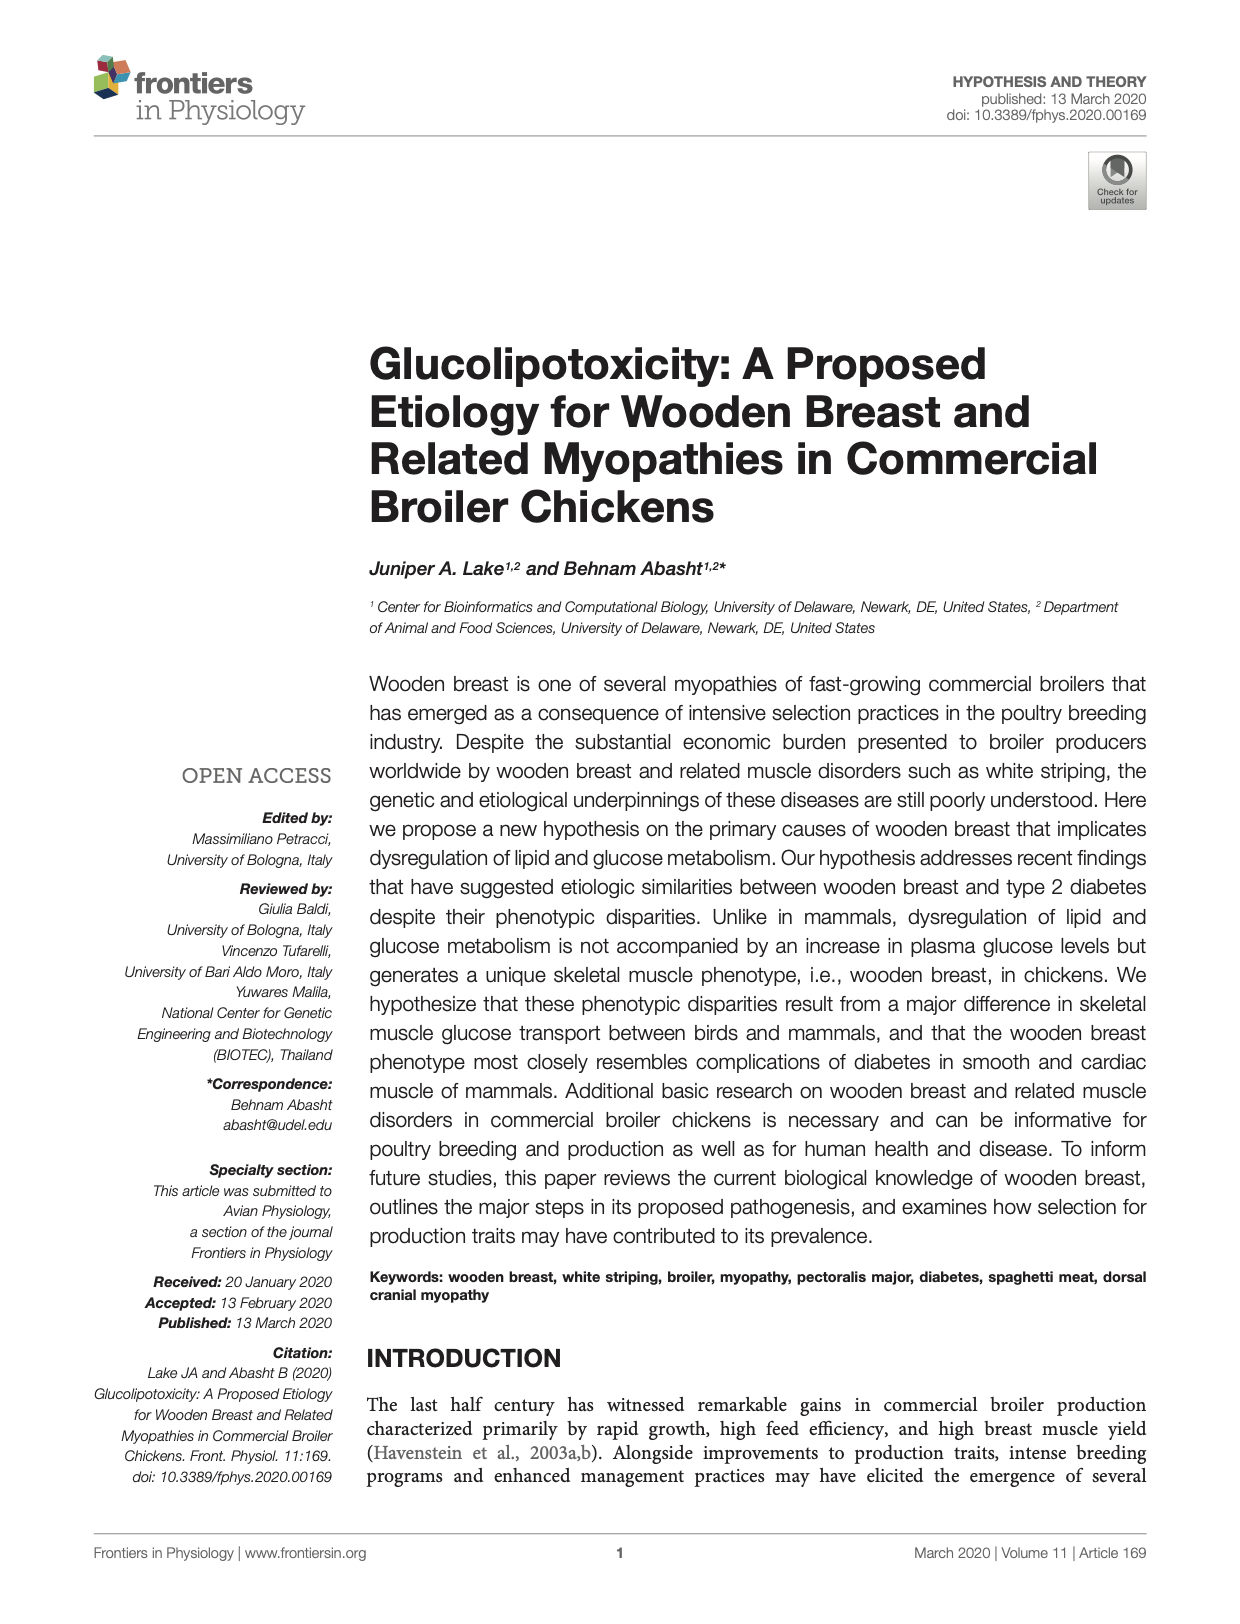 frontiers
in Physiology
HYPOTHESIS AND THEORY
published: 13 March 2020
doi: 10.3389/fphys.2020.00169
Check for
updates
Glucolipotoxicity: A Proposed
Etiology for Wooden Breast and
Related Myopathies in Commercial
Broiler Chickens
Juniper A. Lake1,2 and Behnam Abasht1,2*
1 Center for Bioinformatics and Computational Biology, University of Delaware, Newark, DE, United States, 2 Department
of Animal and Food Sciences, University of Delaware, Newark, DE, United States
Wooden breast is one of several myopathies of fast-growing commercial broilers that
has emerged as a consequence of intensive selection practices in the poultry breeding
industry. Despite the substantial economic burden presented to broiler producers
worldwide by wooden breast and related muscle disorders such as white striping, the
genetic and etiological underpinnings of these diseases are still poorly understood. Here
we propose a new hypothesis on the primary causes of wooden breast that implicates
dysregulation of lipid and glucose metabolism. Our hypothesis addresses recent findings
that have suggested etiologic similarities between wooden breast and type 2 diabetes
despite their phenotypic disparities. Unlike in mammals, dysregulation of lipid and
glucose metabolism is not accompanied by an increase in plasma glucose levels but
generates a unique skeletal muscle phenotype, i.e., wooden breast, in chickens. We
hypothesize that these phenotypic disparities result from a major difference in skeletal
muscle glucose transport between birds and mammals, and that the wooden breast
phenotype most closely resembles complications of diabetes in smooth and cardiac
muscle of mammals. Additional basic research on wooden breast and related muscle
disorders in commercial broiler chickens is necessary and can be informative for
poultry breeding and production as well as for human health and disease. To inform
future studies, this paper reviews the current biological knowledge of wooden breast,
outlines the major steps in its proposed pathogenesis, and examines how selection for
production traits may have contributed to its prevalence.
Keywords: wooden breast, white striping, broiler, myopathy, pectoralis major, diabetes, spaghetti meat, dorsal
cranial myopathy
OPEN ACCESS
Edited by:
Massimiliano Petracci,
University of Bologna, Italy
Reviewed by:
Giulia Baldi,
University of Bologna, Italy
Vincenzo Tufarelli,
University of Bari Aldo Moro, Italy
Yuwares Malila,
National Center for Genetic
Engineering and Biotechnology
(BIOTEC), Thailand
*Correspondence:
Behnam Abasht
abasht@udel.edu
Specialty section:
This article was submitted to
Avian Physiology,
a section of the journal
Frontiers in Physiology
Received: 20 January 2020
Accepted: 13 February 2020
Published: 13 March 2020
Citation:
Lake JA and Abasht B (2020)
Glucolipotoxicity: A Proposed Etiology
for Wooden Breast and Related
Myopathies in Commercial Broiler
Chickens. Front. Physiol. 11:169.
doi: 10.3389/fphys.2020.00169
INTRODUCTION
The last half century has witnessed remarkable gains in commercial broiler production
characterized primarily by rapid growth, high feed efficiency, and high breast muscle yield
(Havenstein et al., 2003a,b). Alongside improvements to production traits, intense breeding
programs and enhanced management practices may have elicited the emergence of several
Frontiers in Physiology | www.frontiersin.org
1
March 2020 | Volume 11 | Article 169